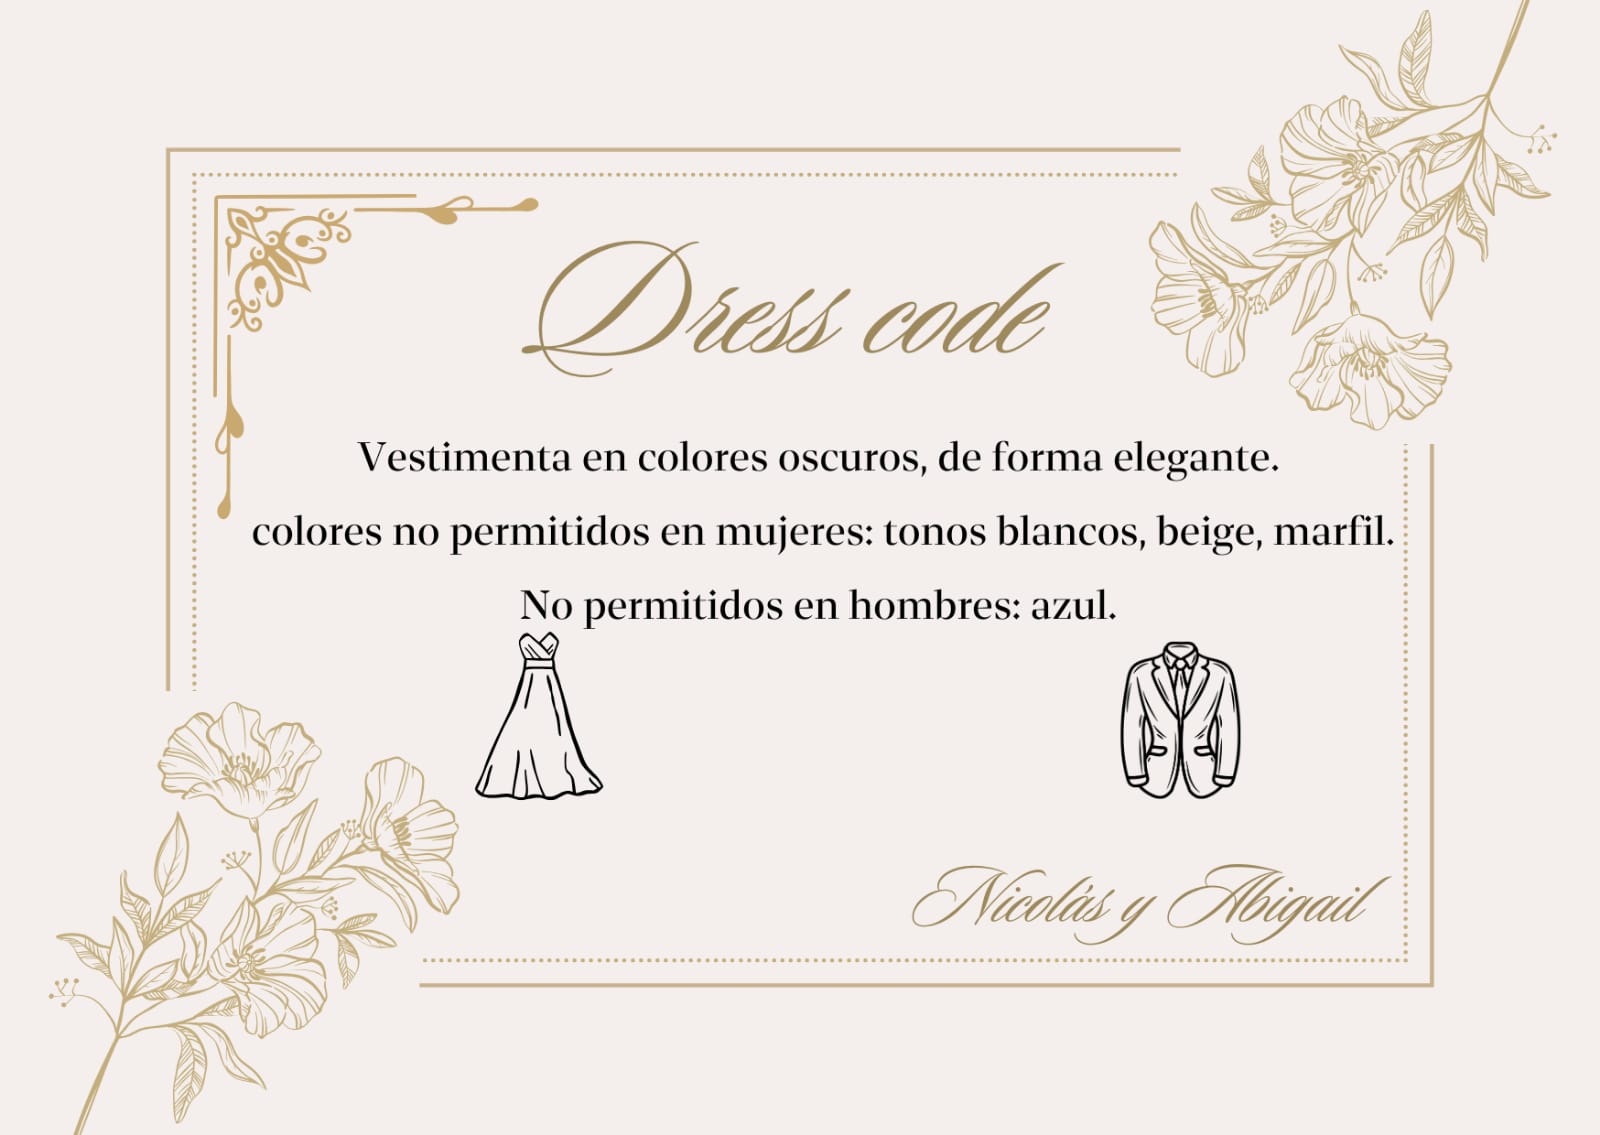 Dress code
Vestimenta en colores oscuros, de forma elegante.
colores no permitidos en mujeres: tonos blancos, beige, marfil.
No permitidos en hombres: azul.
Nicolás y Abigail